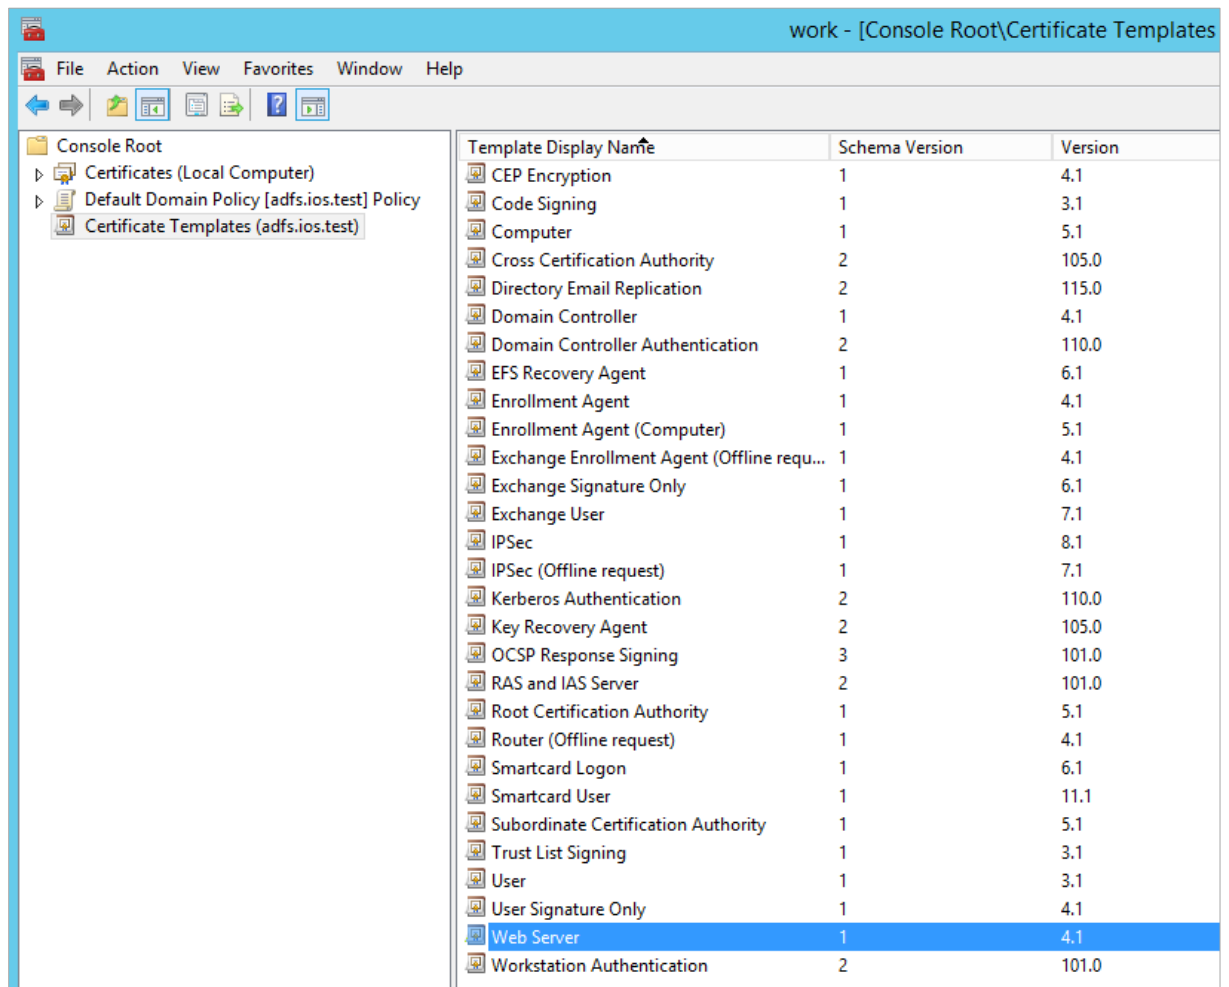 work - [Console Root\Certificate Templates
File Action View Favorites Window Help
Console Root
Certificates (Local Computer)
Default Domain Policy [adfs.ios.test] Policy
Certificate Templates (adfs.ios.test)
Template Display Name Schema Version Version
CEP Encryption 1 4.1
Code Signing 1 3.1
Computer 1 5.1
Cross Certification Authority 2 105.0
Directory Email Replication 2 115.0
Domain Controller 1 4.1
Domain Controller Authentication 2 110.0
EFS Recovery Agent 1 6.1
Enrollment Agent 1 4.1
Enrollment Agent (Computer) 1 5.1
Exchange Enrollment Agent (Offline requ... 1 4.1
Exchange Signature Only 1 6.1
Exchange User 1 7.1
IPSec 1 8.1
IPSec (Offline request) 1 7.1
Kerberos Authentication 2 110.0
Key Recovery Agent 2 105.0
OCSP Response Signing 3 101.0
RAS and IAS Server 2 101.0
Root Certification Authority 1 5.1
Router (Offline request) 1 4.1
Smartcard Logon 1 6.1
Smartcard User 1 11.1
Subordinate Certification Authority 1 5.1
Trust List Signing 1 3.1
User 1 3.1
User Signature Only 1 4.1
Web Server 1 4.1
Workstation Authentication 2 101.0